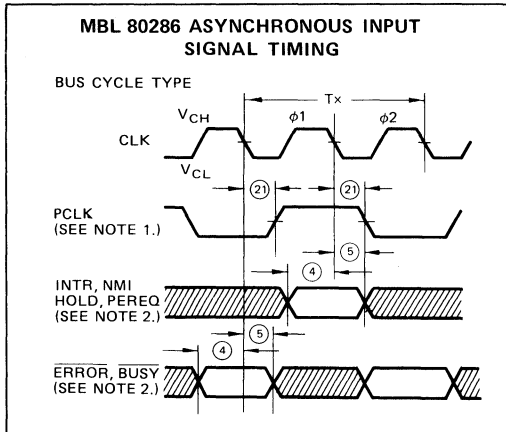 MBL 80286 ASYNCHRONOUS INPUT
SIGNAL TIMING
BUS CYCLE TYPE
Tx
VCH
φ1
φ2
CLK
VCL
21
21
PCLK
(SEE NOTE 1.)
5
4
INTR, NMI
HOLD, PEREQ
(SEE NOTE 2.)
5
4
ERROR, BUSY
(SEE NOTE 2.)